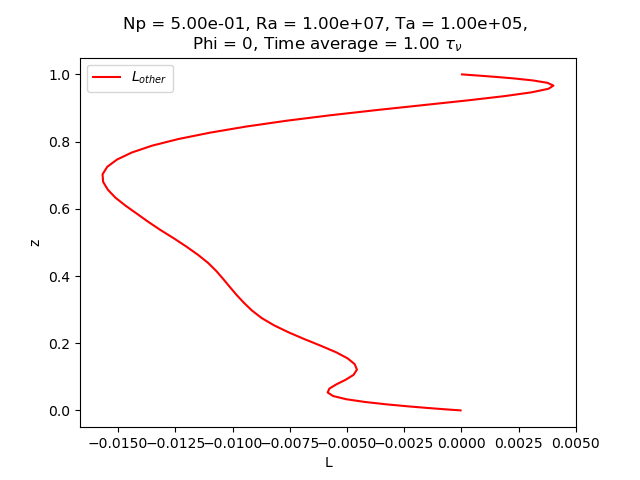 Np = 5.00e-01, Ra = 1.00e+07, Ta = 1.00e+05,
Phi = 0, Time average = 1.00 τν
L_other
1.0
0.8
0.6
0.4
0.2
0.0
z
−0.0150 −0.0125 −0.0100 −0.0075 −0.0050 −0.0025 0.0000 0.0025 0.0050
L